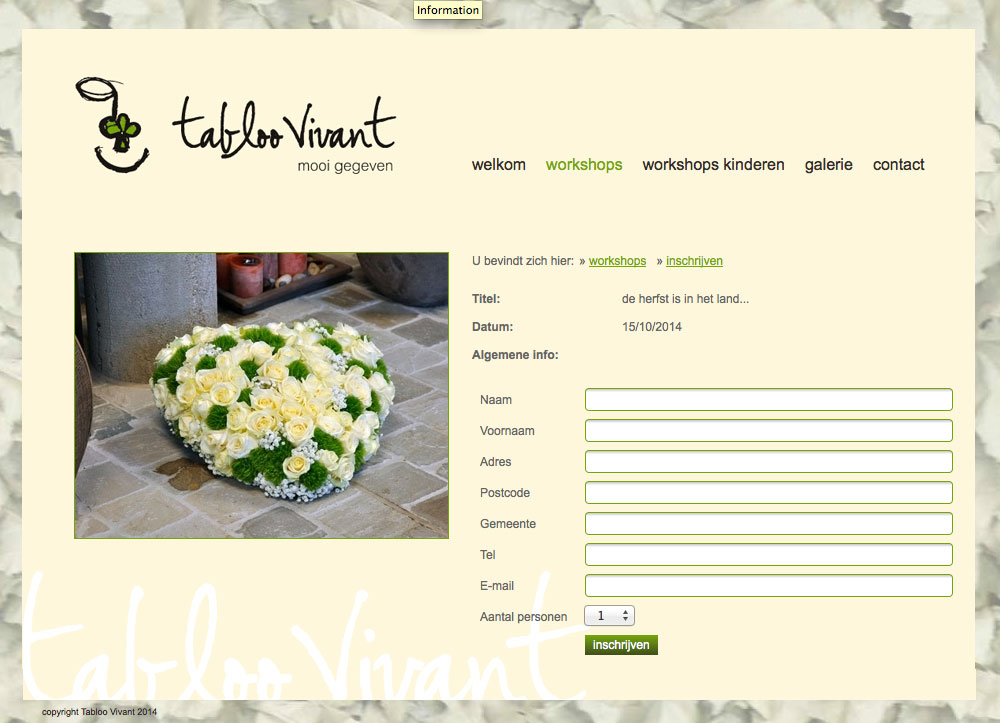 Information
tabloo Vivant
mooi gegeven
welkom workshops workshops kinderen galerie contact
U bevindt zich hier: » workshops » inschrijven
Titel: de herfst is in het land...
Datum: 15/10/2014
Algemene info:
Naam
Voornaam
Adres
Postcode
Gemeente
Tel
E-mail
Aantal personen 1
inschrijven
tabloo Vivant
copyright Tabloo Vivant 2014